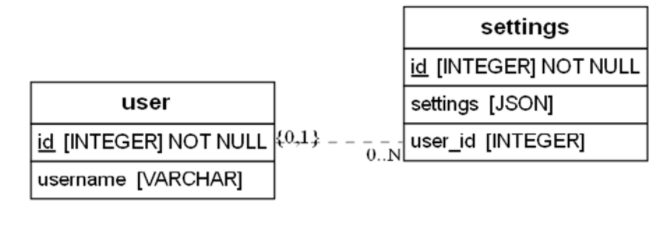 user
id [INTEGER] NOT NULL
username [VARCHAR]
{0,1}
0..N
settings
id [INTEGER] NOT NULL
settings [JSON]
user_id [INTEGER]